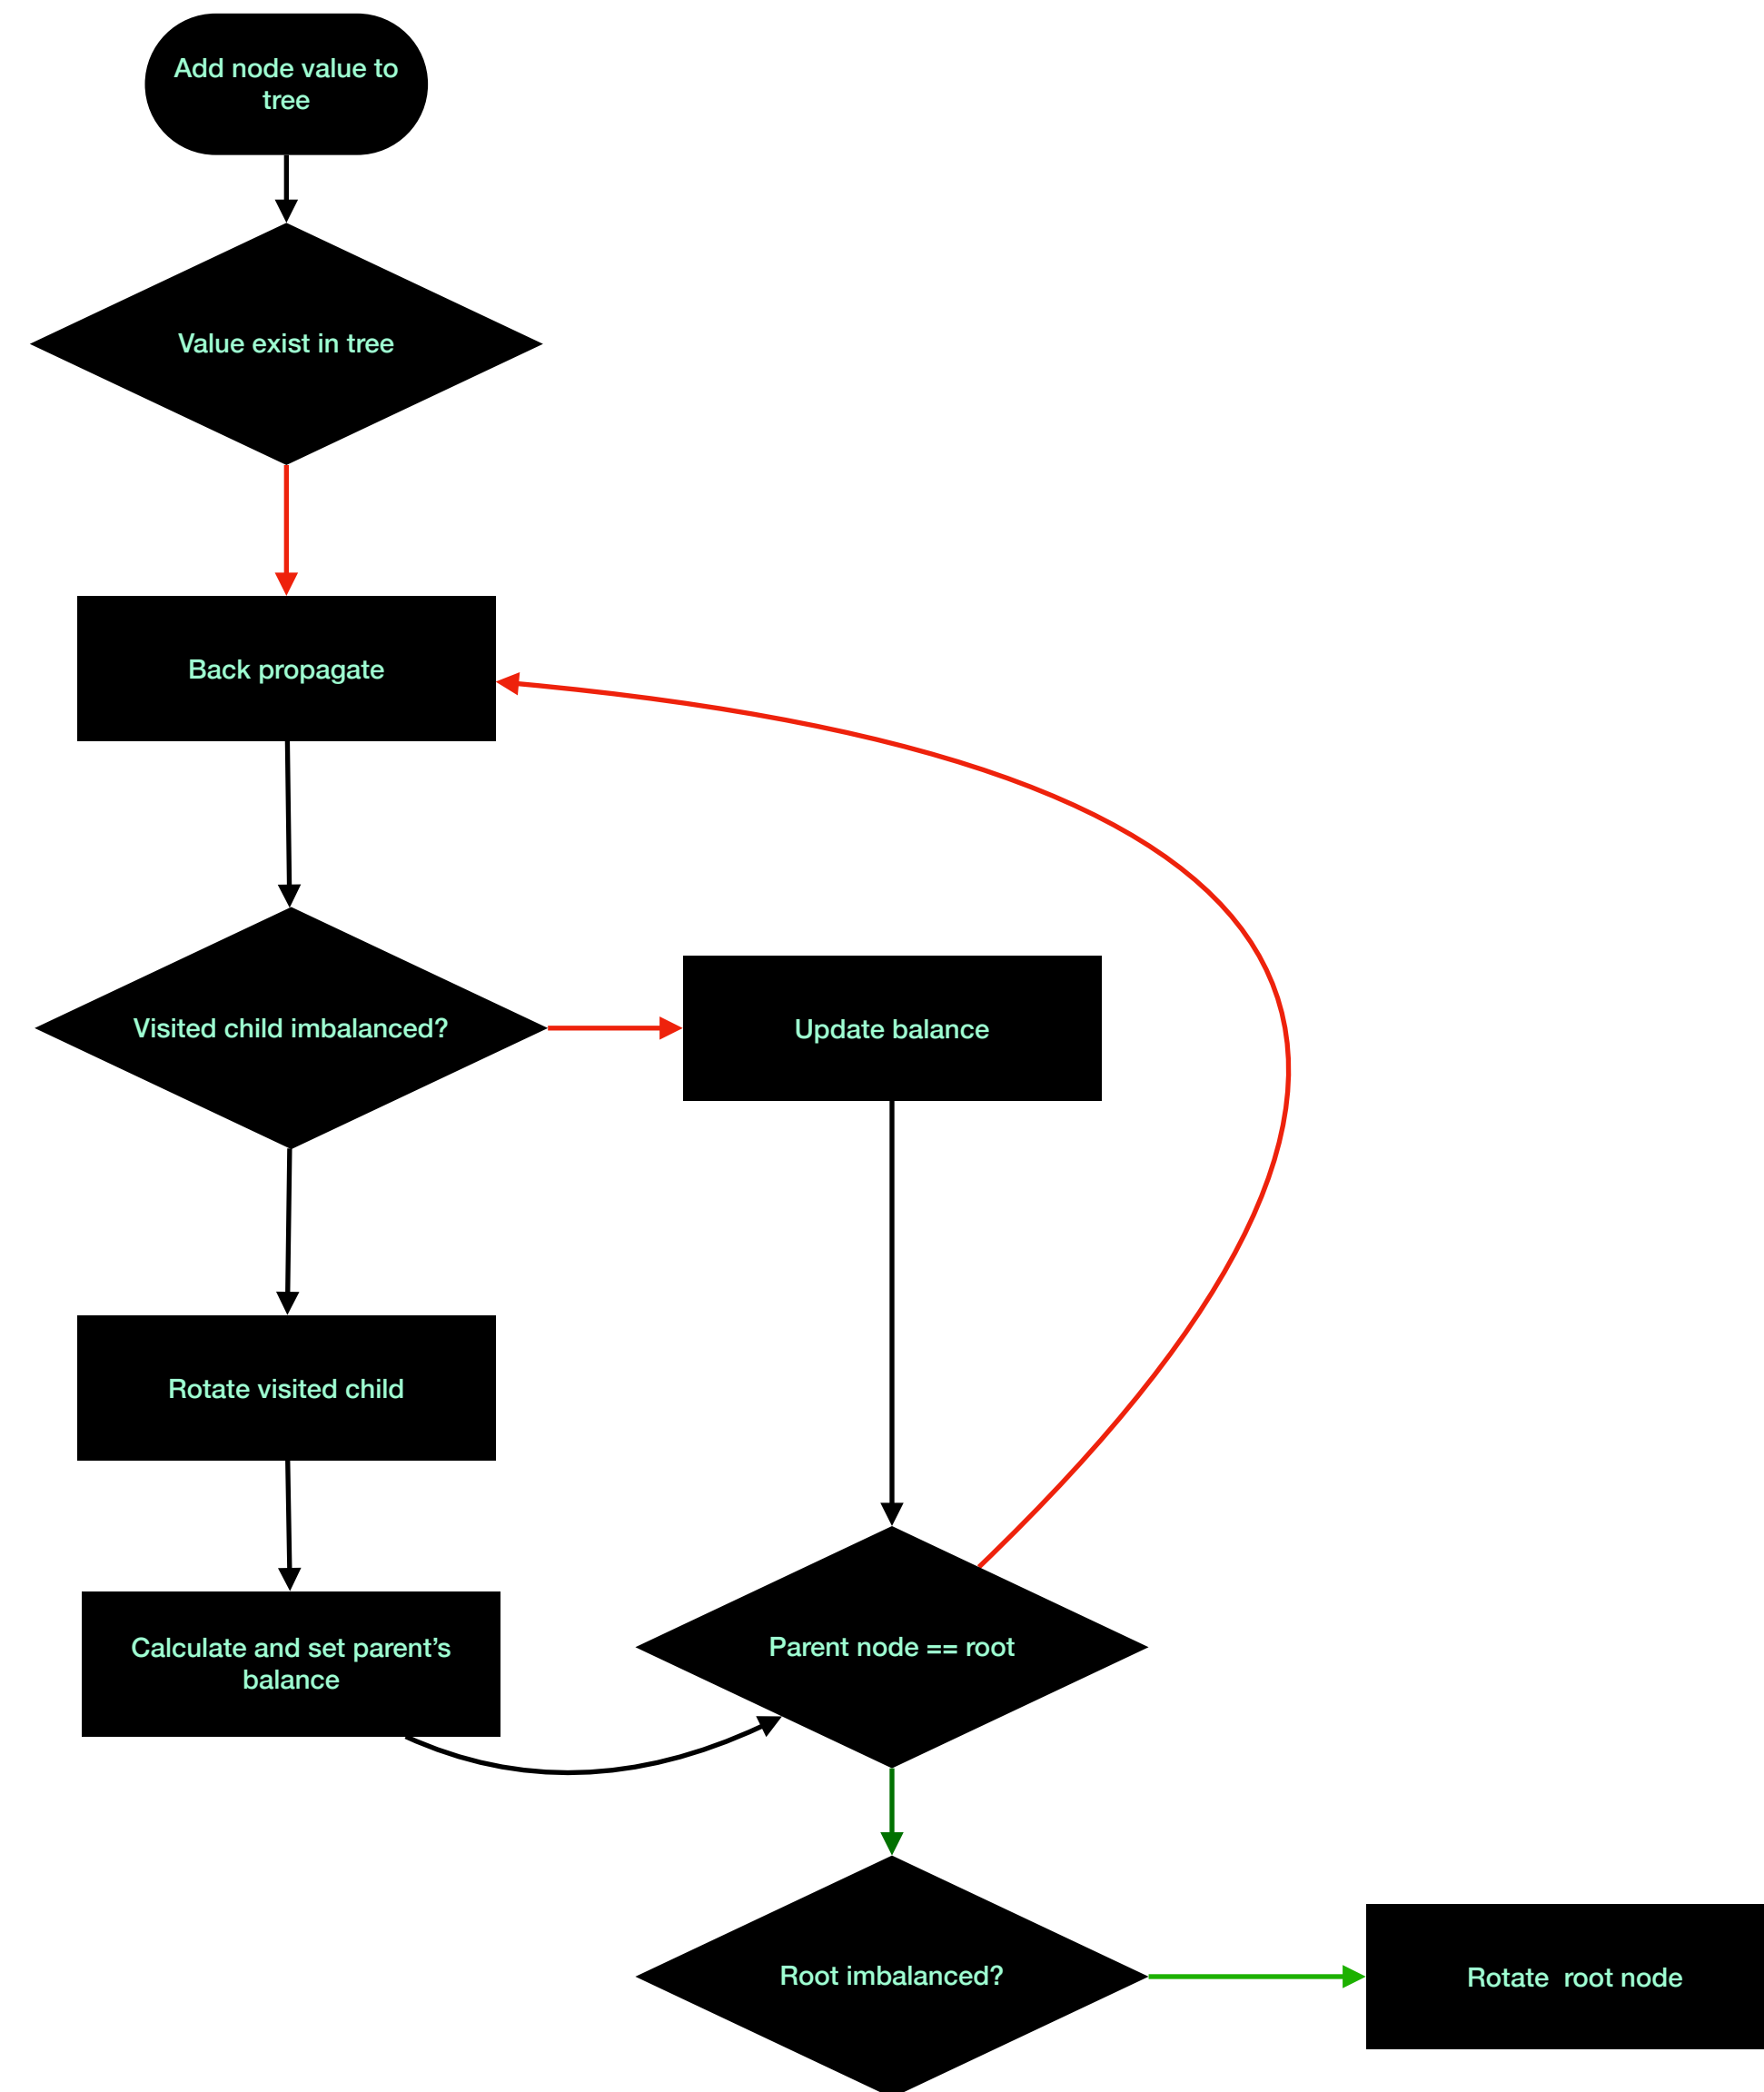 Add node value to
tree
Value exist in tree
Back propagate
Visited child imbalanced?
Update balance
Rotate visited child
Calculate and set parent’s
balance
Parent node == root
Root imbalanced?
Rotate  root node